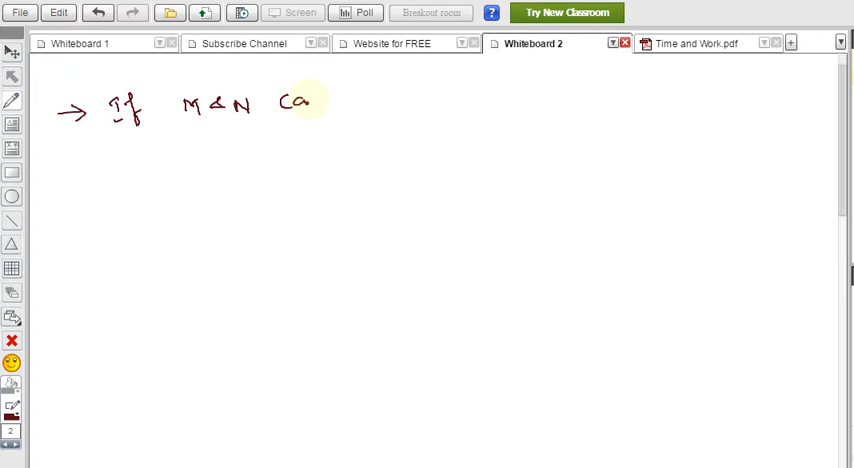 File Edit Screen Poll Breakout room ? Try New Classroom
Whiteboard 1 Subscribe Channel Website for FREE Whiteboard 2 Time and Work.pdf
→ If M & N Ca
2